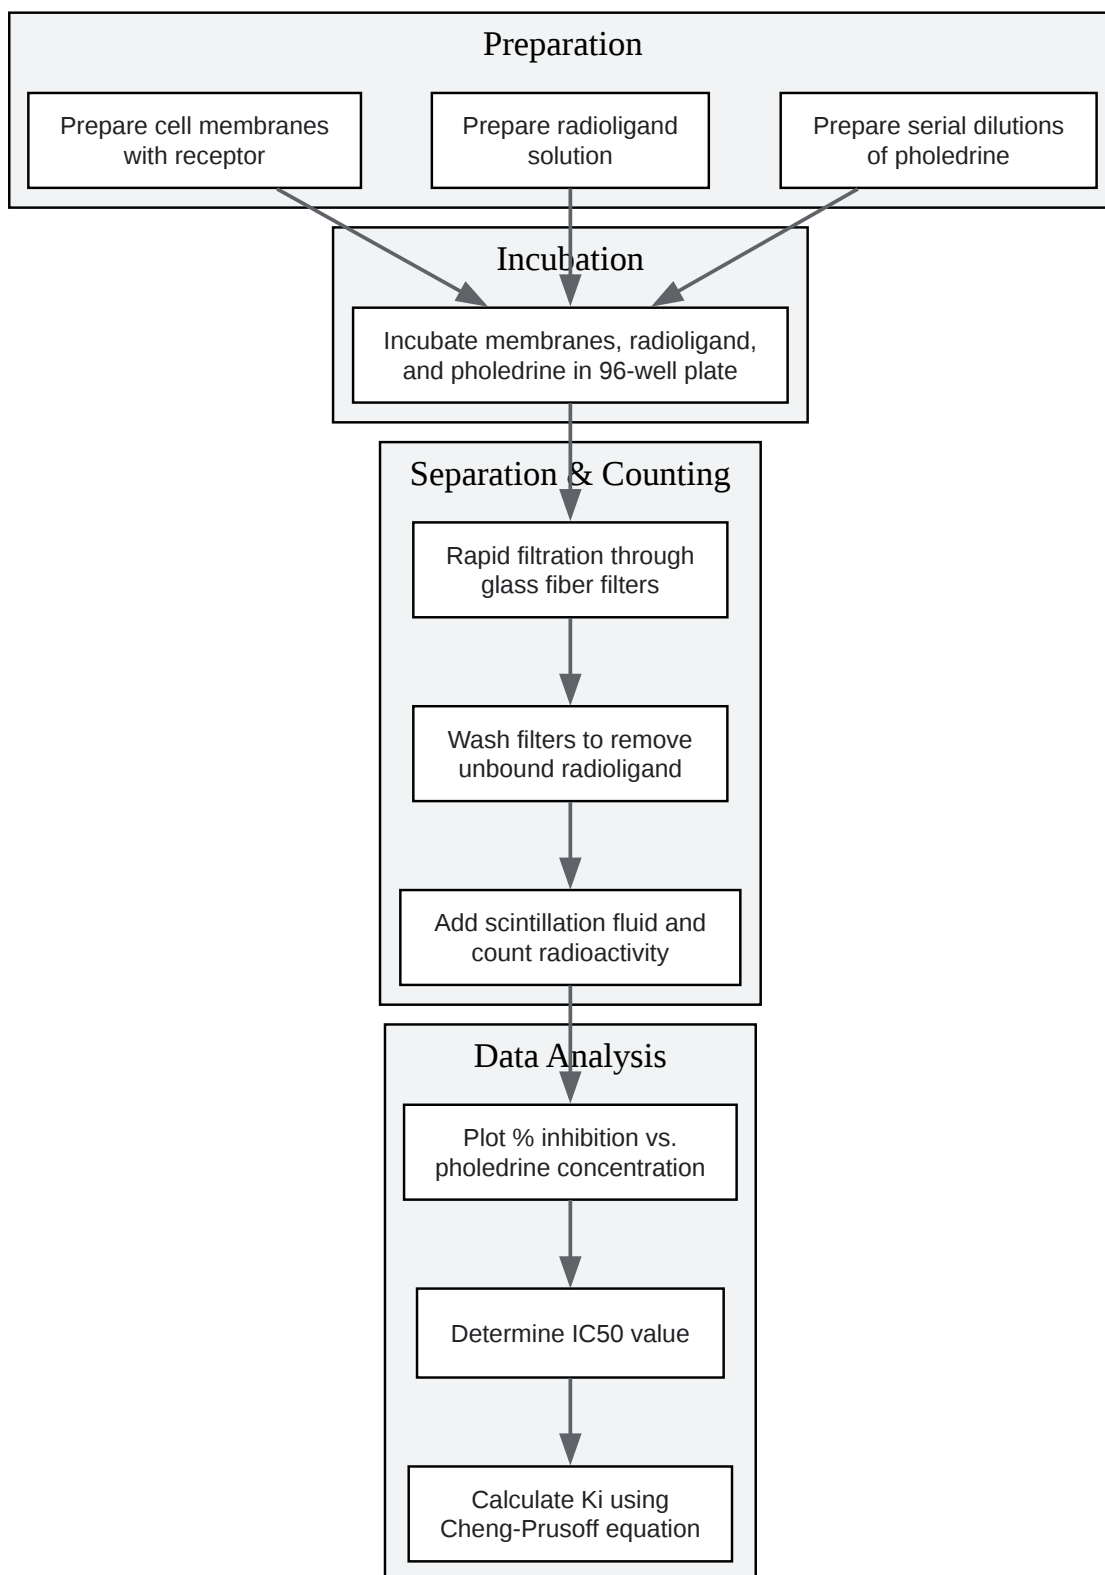 Preparation
Prepare cell membranes
with receptor
Prepare radioligand
solution
Prepare serial dilutions
of pholedrine
Incubation
Incubate membranes, radioligand,
and pholedrine in 96-well plate
Separation & Counting
Rapid filtration through
glass fiber filters
Wash filters to remove
unbound radioligand
Add scintillation fluid and
count radioactivity
Data Analysis
Plot % inhibition vs.
pholedrine concentration
Determine IC50 value
Calculate Ki using
Cheng-Prusoff equation